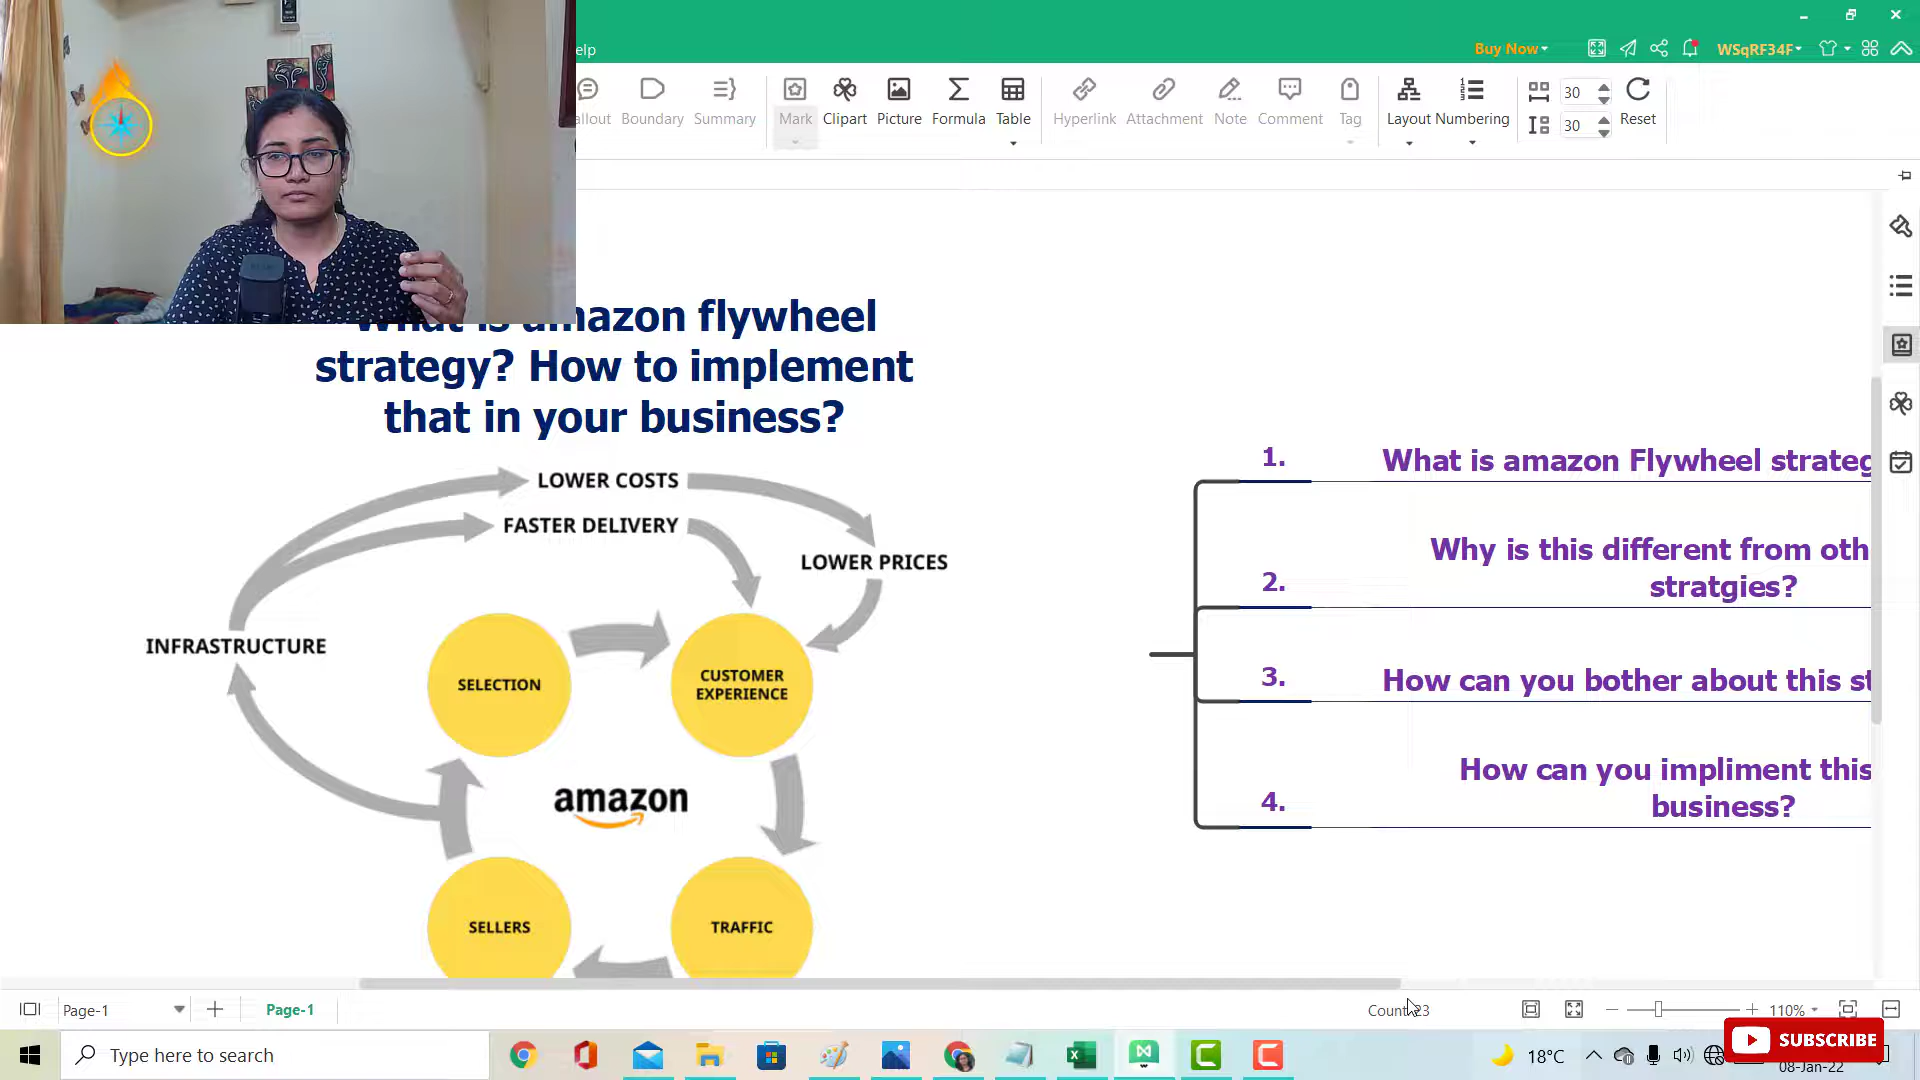 elp
Buy Now
WSqRF34F
allout
Boundary
Summary
Mark
Clipart
Picture
Formula
Table
Hyperlink
Attachment
Note
Comment
Tag
Layout
Numbering
30
30
Reset
What is amazon flywheel
strategy? How to implement
that in your business?
LOWER COSTS
FASTER DELIVERY
LOWER PRICES
INFRASTRUCTURE
SELECTION
CUSTOMER
EXPERIENCE
amazon
SELLERS
TRAFFIC
1. What is amazon Flywheel strateg
2. Why is this different from oth
stratgies?
3. How can you bother about this st
4. How can you impliment this
business?
Page-1
Page-1
110%
SUBSCRIBE
Type here to search
18°C
08-Jan-22